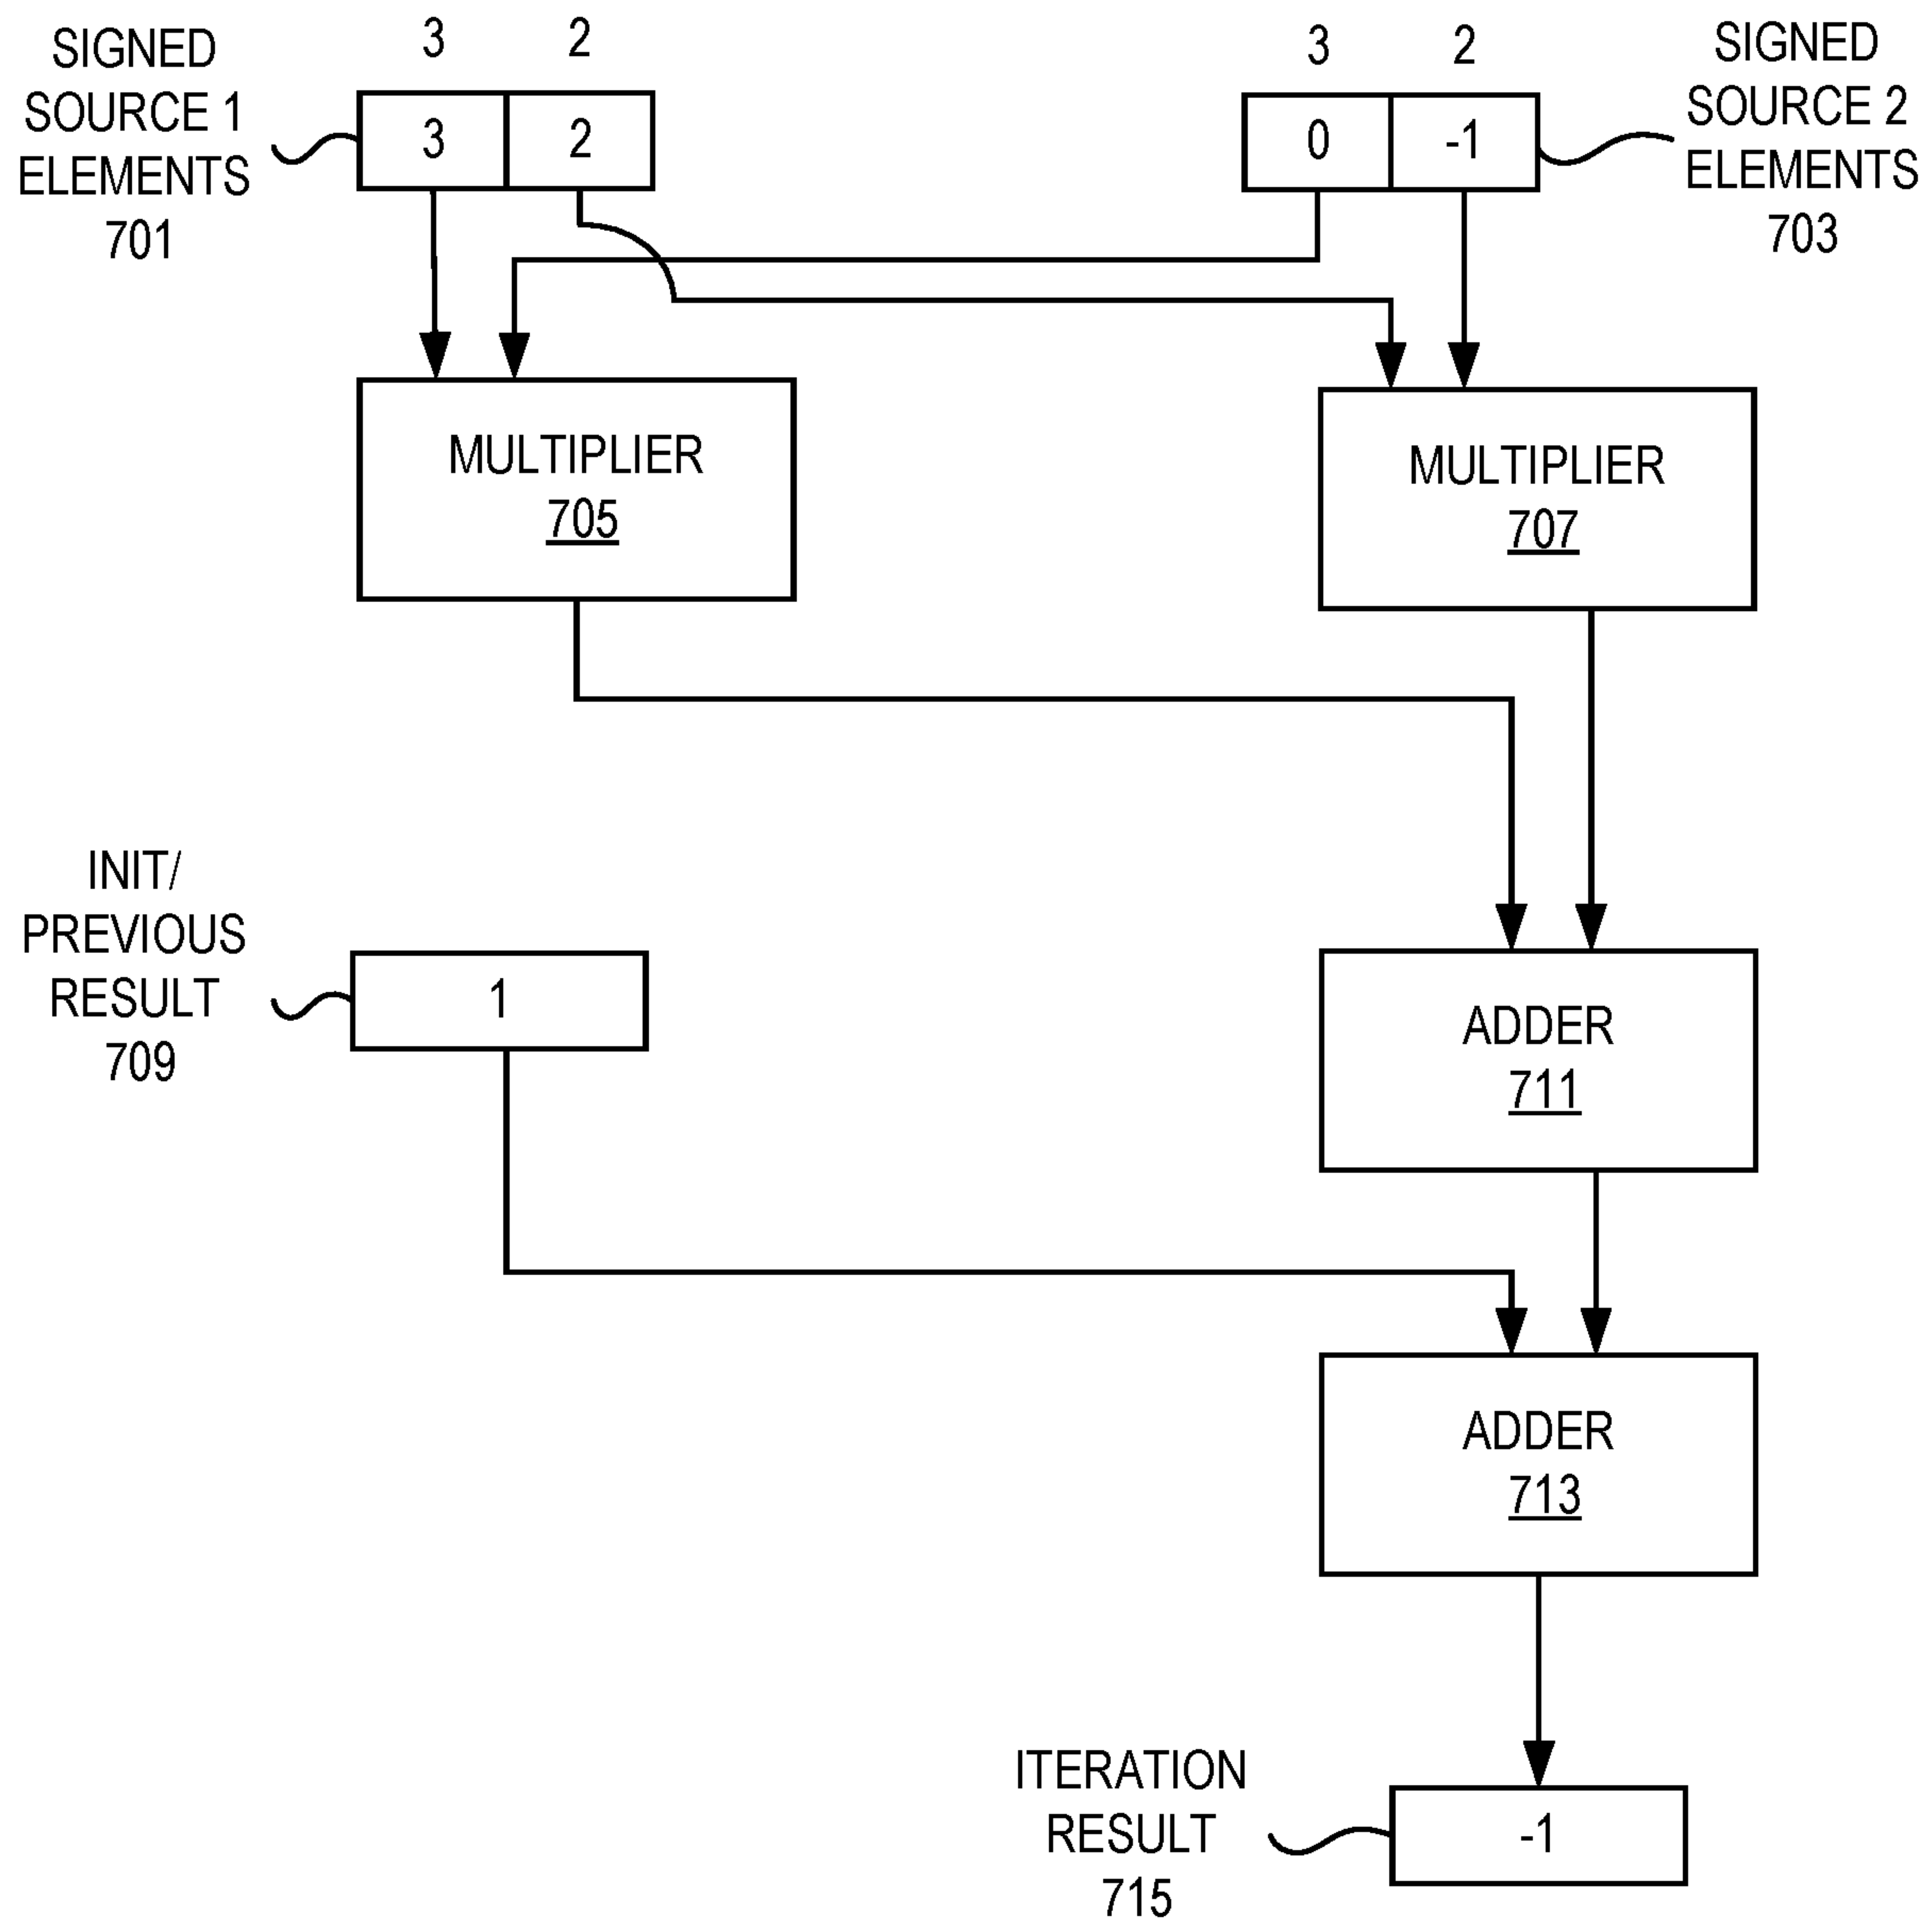 SIGNED
SOURCE 1
ELEMENTS
701
3 2
3 2
3 2
0 -1
SIGNED
SOURCE 2
ELEMENTS
703
MULTIPLIER
705
MULTIPLIER
707
INIT/
PREVIOUS
RESULT
709
1
ADDER
711
ADDER
713
ITERATION
RESULT
715
-1